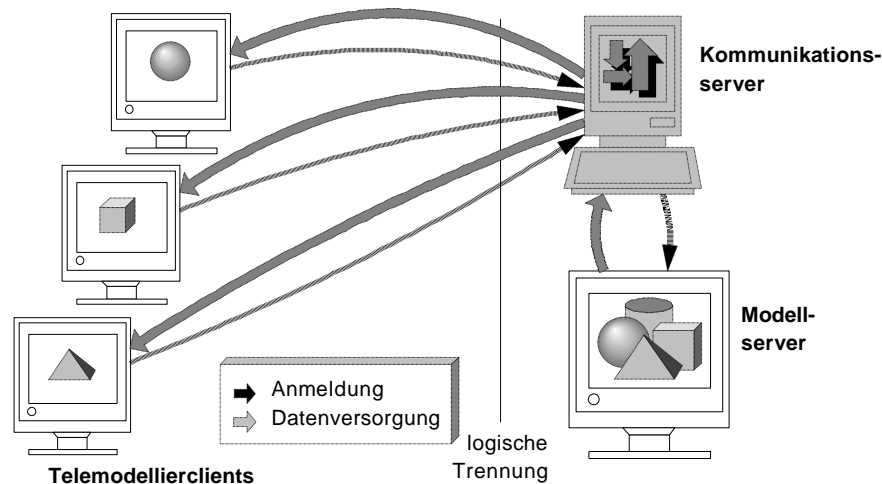 Kommunikations-
server
Modell-
server
Anmeldung
Datenversorgung
logische
Trennung
Telemodellierclients